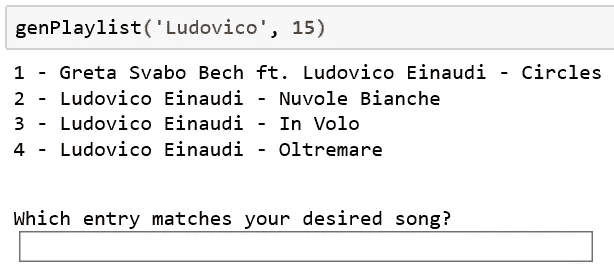 genPlaylist('Ludovico', 15)
1 - Greta Svabo Bech ft. Ludovico Einaudi - Circles
2 - Ludovico Einaudi - Nuvole Bianche
3 - Ludovico Einaudi - In Volo
4 - Ludovico Einaudi - Oltremare
Which entry matches your desired song?